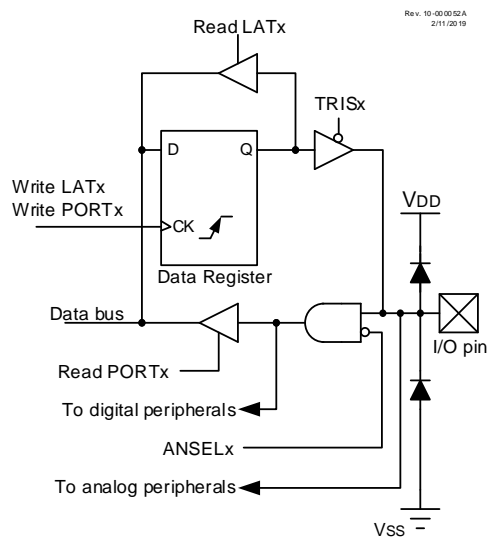 Rev. 10-000052A
2/11/2019
Read LATx
TRISx
D
Q
Write LATx
Write PORTx
CK
VDD
Data Register
Data bus
I/O pin
Read PORTx
To digital peripherals
ANSELx
To analog peripherals
VSS